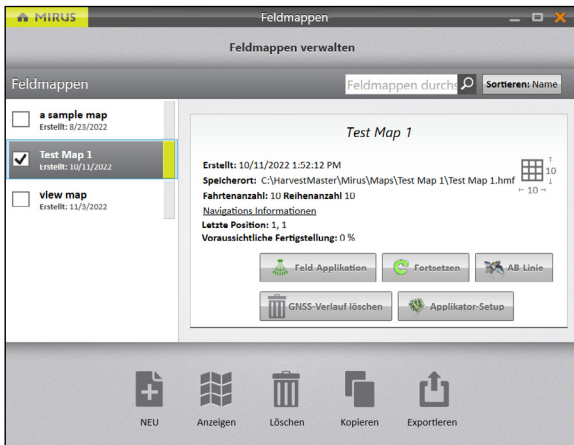 MIRUS
Feldmappen
Feldmappen verwalten
Feldmappen
Feldmappen durchs
Sortieren: Name
a sample map
Erstellt: 8/23/2022
Test Map 1
Erstellt: 10/11/2022
view map
Erstellt: 11/3/2022
Test Map 1
Erstellt: 10/11/2022 1:52:12 PM
Speicherort: C:\HarvestMaster\Mirus\Maps\Test Map 1\Test Map 1.hmf
Fahrtenanzahl: 10 Reihenanzahl 10
10
10
Navigations Informationen
Letzte Position: 1, 1
Voraussichtliche Fertigstellung: 0 %
Feld Applikation
Fortsetzen
AB Linie
GNSS-Verlauf löschen
Applikator-Setup
NEU
Anzeigen
Löschen
Kopieren
Exportieren